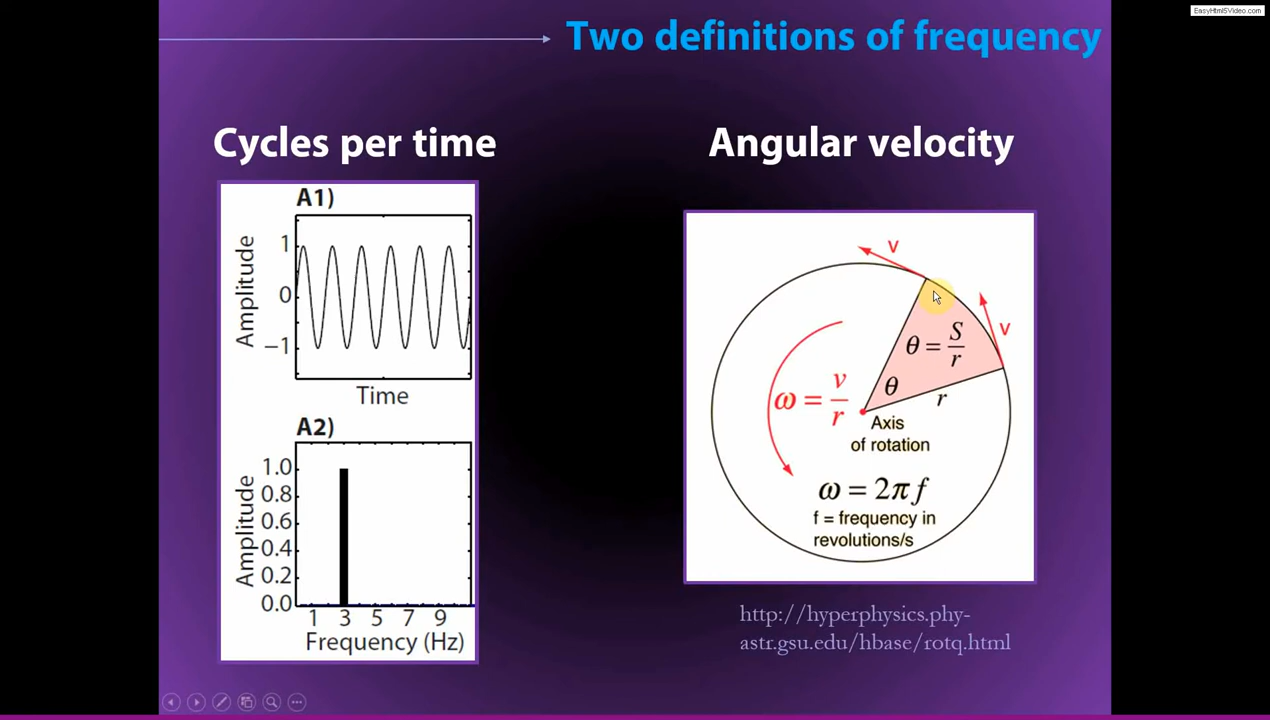 EasyHtml5Video.com
Two definitions of frequency
Cycles per time
A1)
Amplitude
1
0
−1
Time
A2)
Amplitude
1.0
0.8
0.6
0.4
0.2
0.0
1 3 5 7 9
Frequency (Hz)
Angular velocity
v
v
θ = S/r
θ
r
ω = v/r
Axis
of rotation
ω = 2πf
f = frequency in
revolutions/s
http://hyperphysics.phy-
astr.gsu.edu/hbase/rotq.html